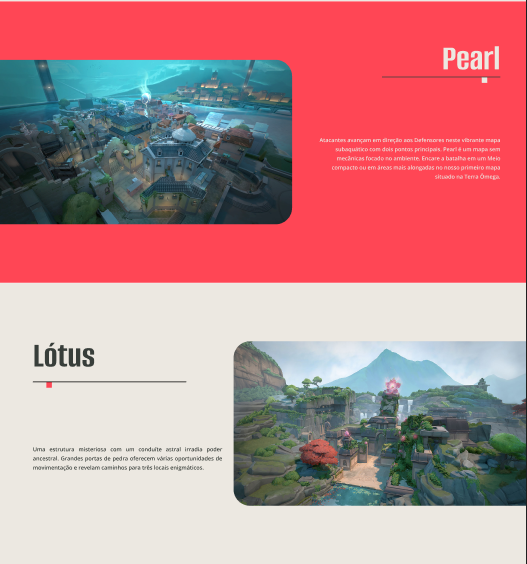 Pearl
Atacantes avançam em direção aos Defensores nessa vibrante mapa
subaquático com dois pontos principais. Pearl é um mapa sem
mecânicas focado no ambiente. Encare a batalha em um Meio
compacto ou em áreas mais alongadas no nosso primeiro mapa
situado na Terra Ômega.
Lótus
Uma estrutura misteriosa com um conduíte astral irradia poder
ancestral. Grandes portas de pedra oferecem várias oportunidades de
movimentação e revelam caminhos para três locais enigmáticos.